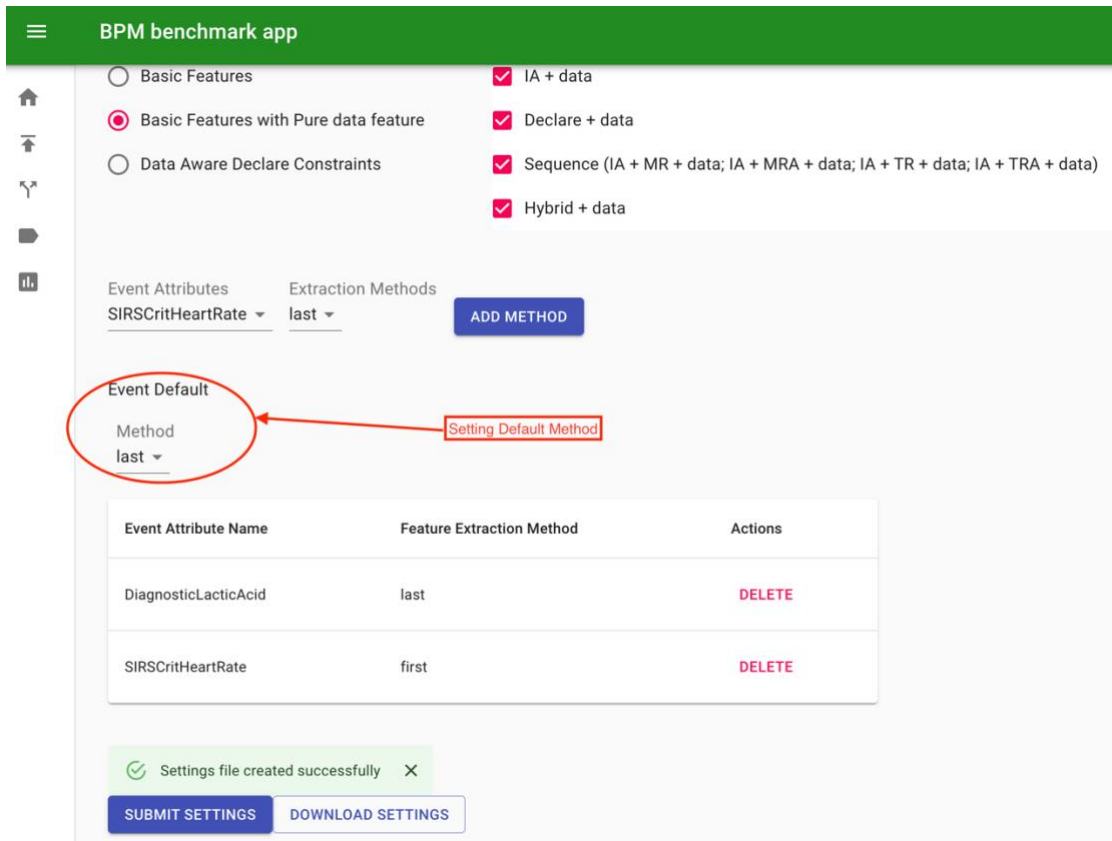 BPM benchmark app
Basic Features
IA + data
Basic Features with Pure data feature
Declare + data
Data Aware Declare Constraints
Sequence (IA + MR + data; IA + MRA + data; IA + TR + data; IA + TRA + data)
Hybrid + data
Event Attributes
Extraction Methods
SIRSCritHeartRate
last
ADD METHOD
Event Default
Method
last
Setting Default Method
Event Attribute Name
Feature Extraction Method
Actions
DiagnosticLacticAcid
last
DELETE
SIRSCritHeartRate
first
DELETE
Settings file created successfully
SUBMIT SETTINGS
DOWNLOAD SETTINGS